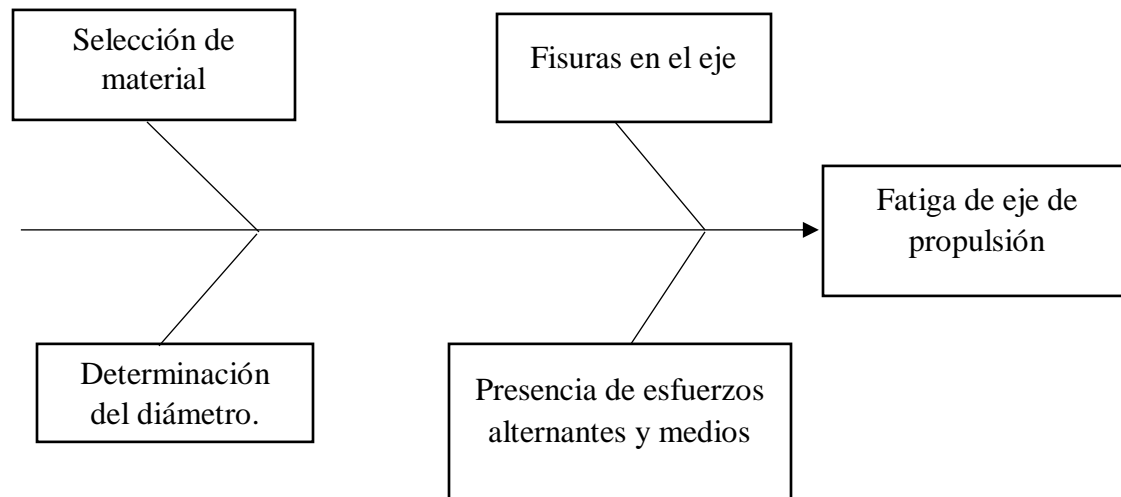 Selección de
material
Fisuras en el eje
Fatiga de eje de
propulsión
Determinación
del diámetro.
Presencia de esfuerzos
alternantes y medios